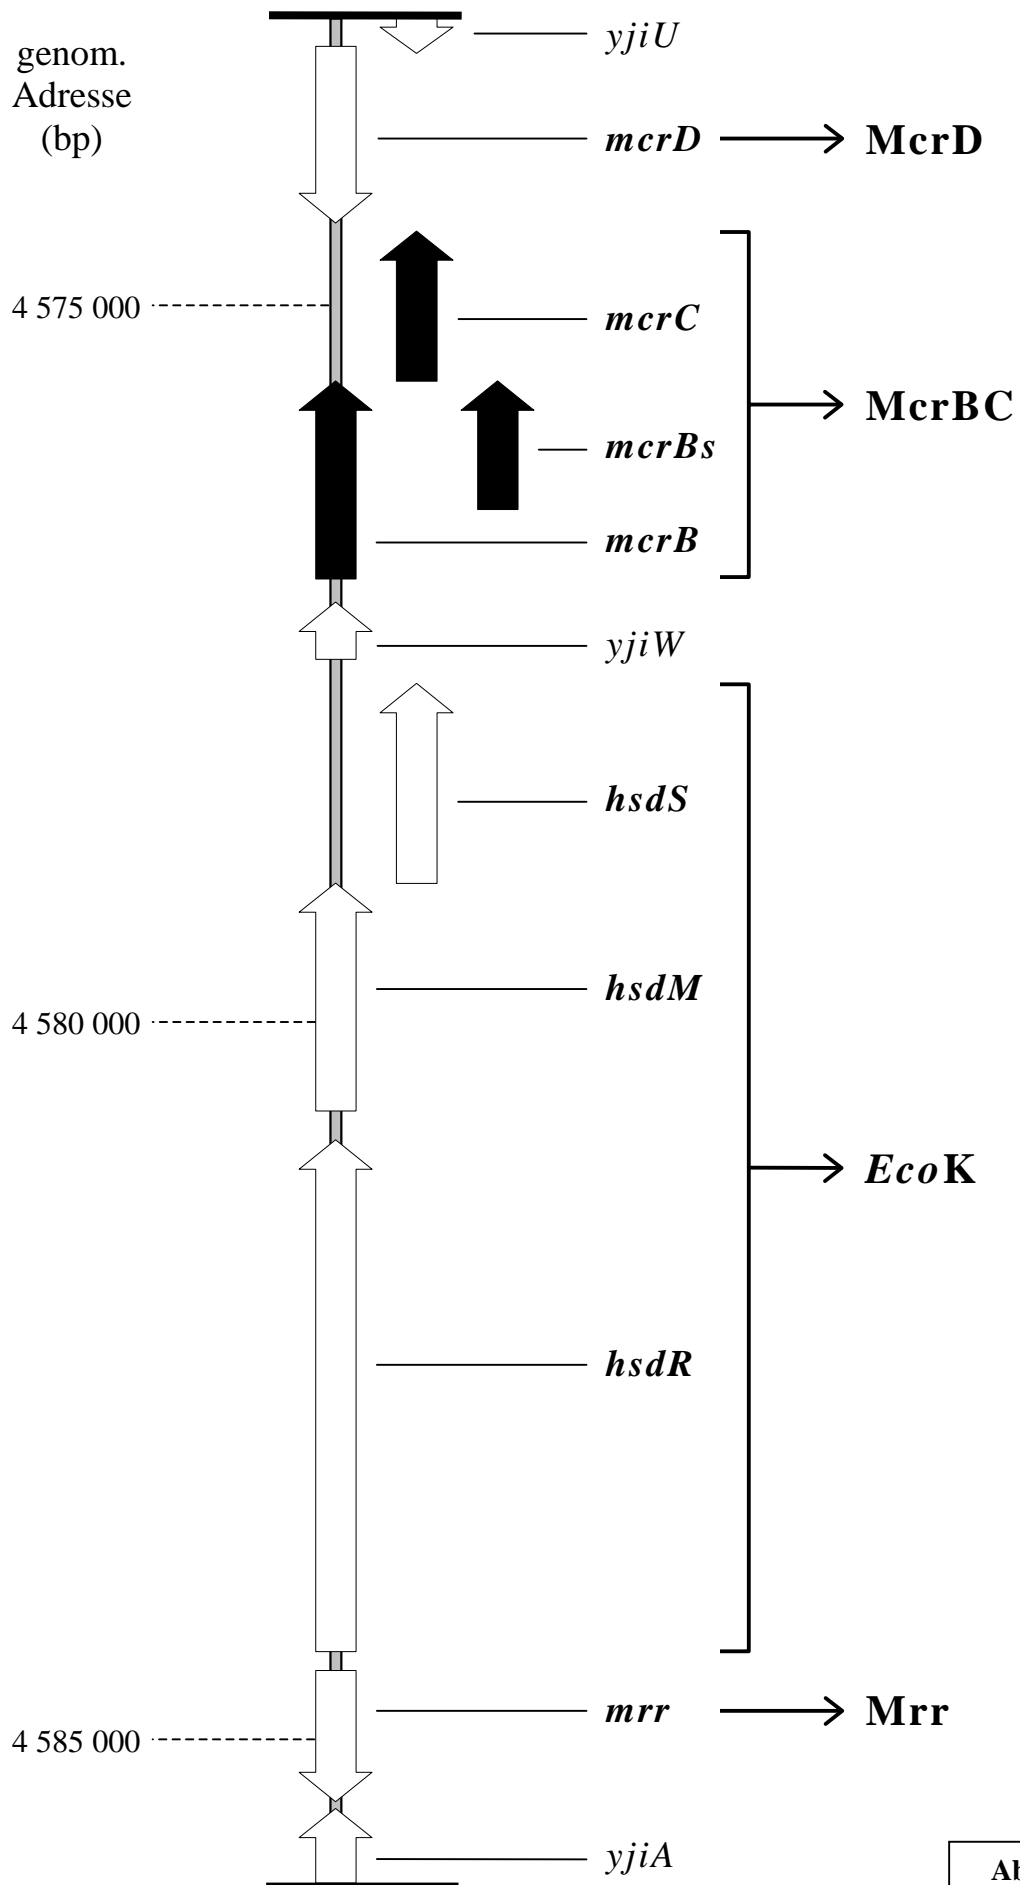 genom.
Adresse
(bp)
yjiU
mcrD McrD
4 575 000
mcrC
McrBC
mcrBs
mcrB
yjiW
hsdS
hsdM
4 580 000
EcoK
hsdR
mrr Mrr
4 585 000
yjiA